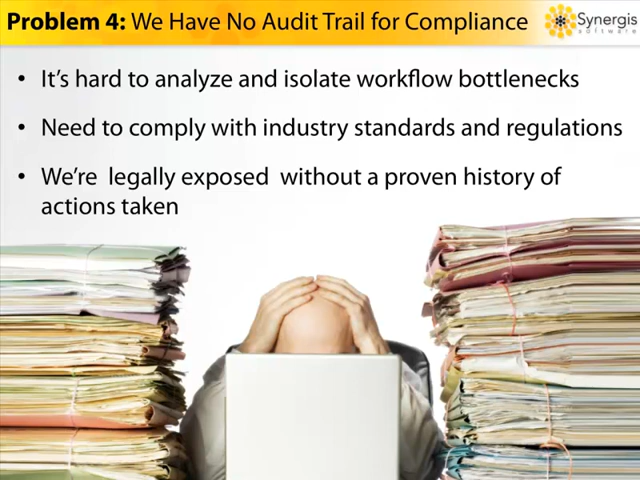 Problem 4: We Have No Audit Trail for Compliance
Synergis
software
• It's hard to analyze and isolate workflow bottlenecks
• Need to comply with industry standards and regulations
• We're  legally exposed  without a proven history of
actions taken